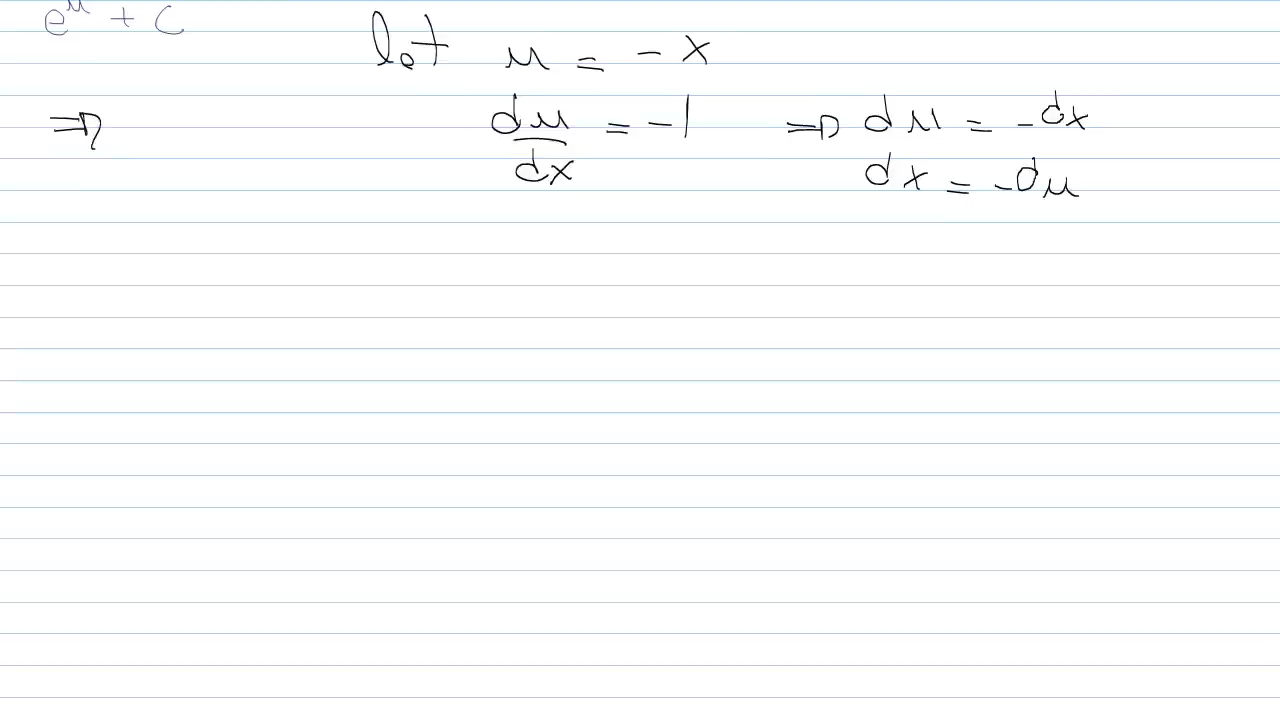 e^u + c
let u = -x
⇒ du/dx = -1 ⇒ du = -dx
dx = -du